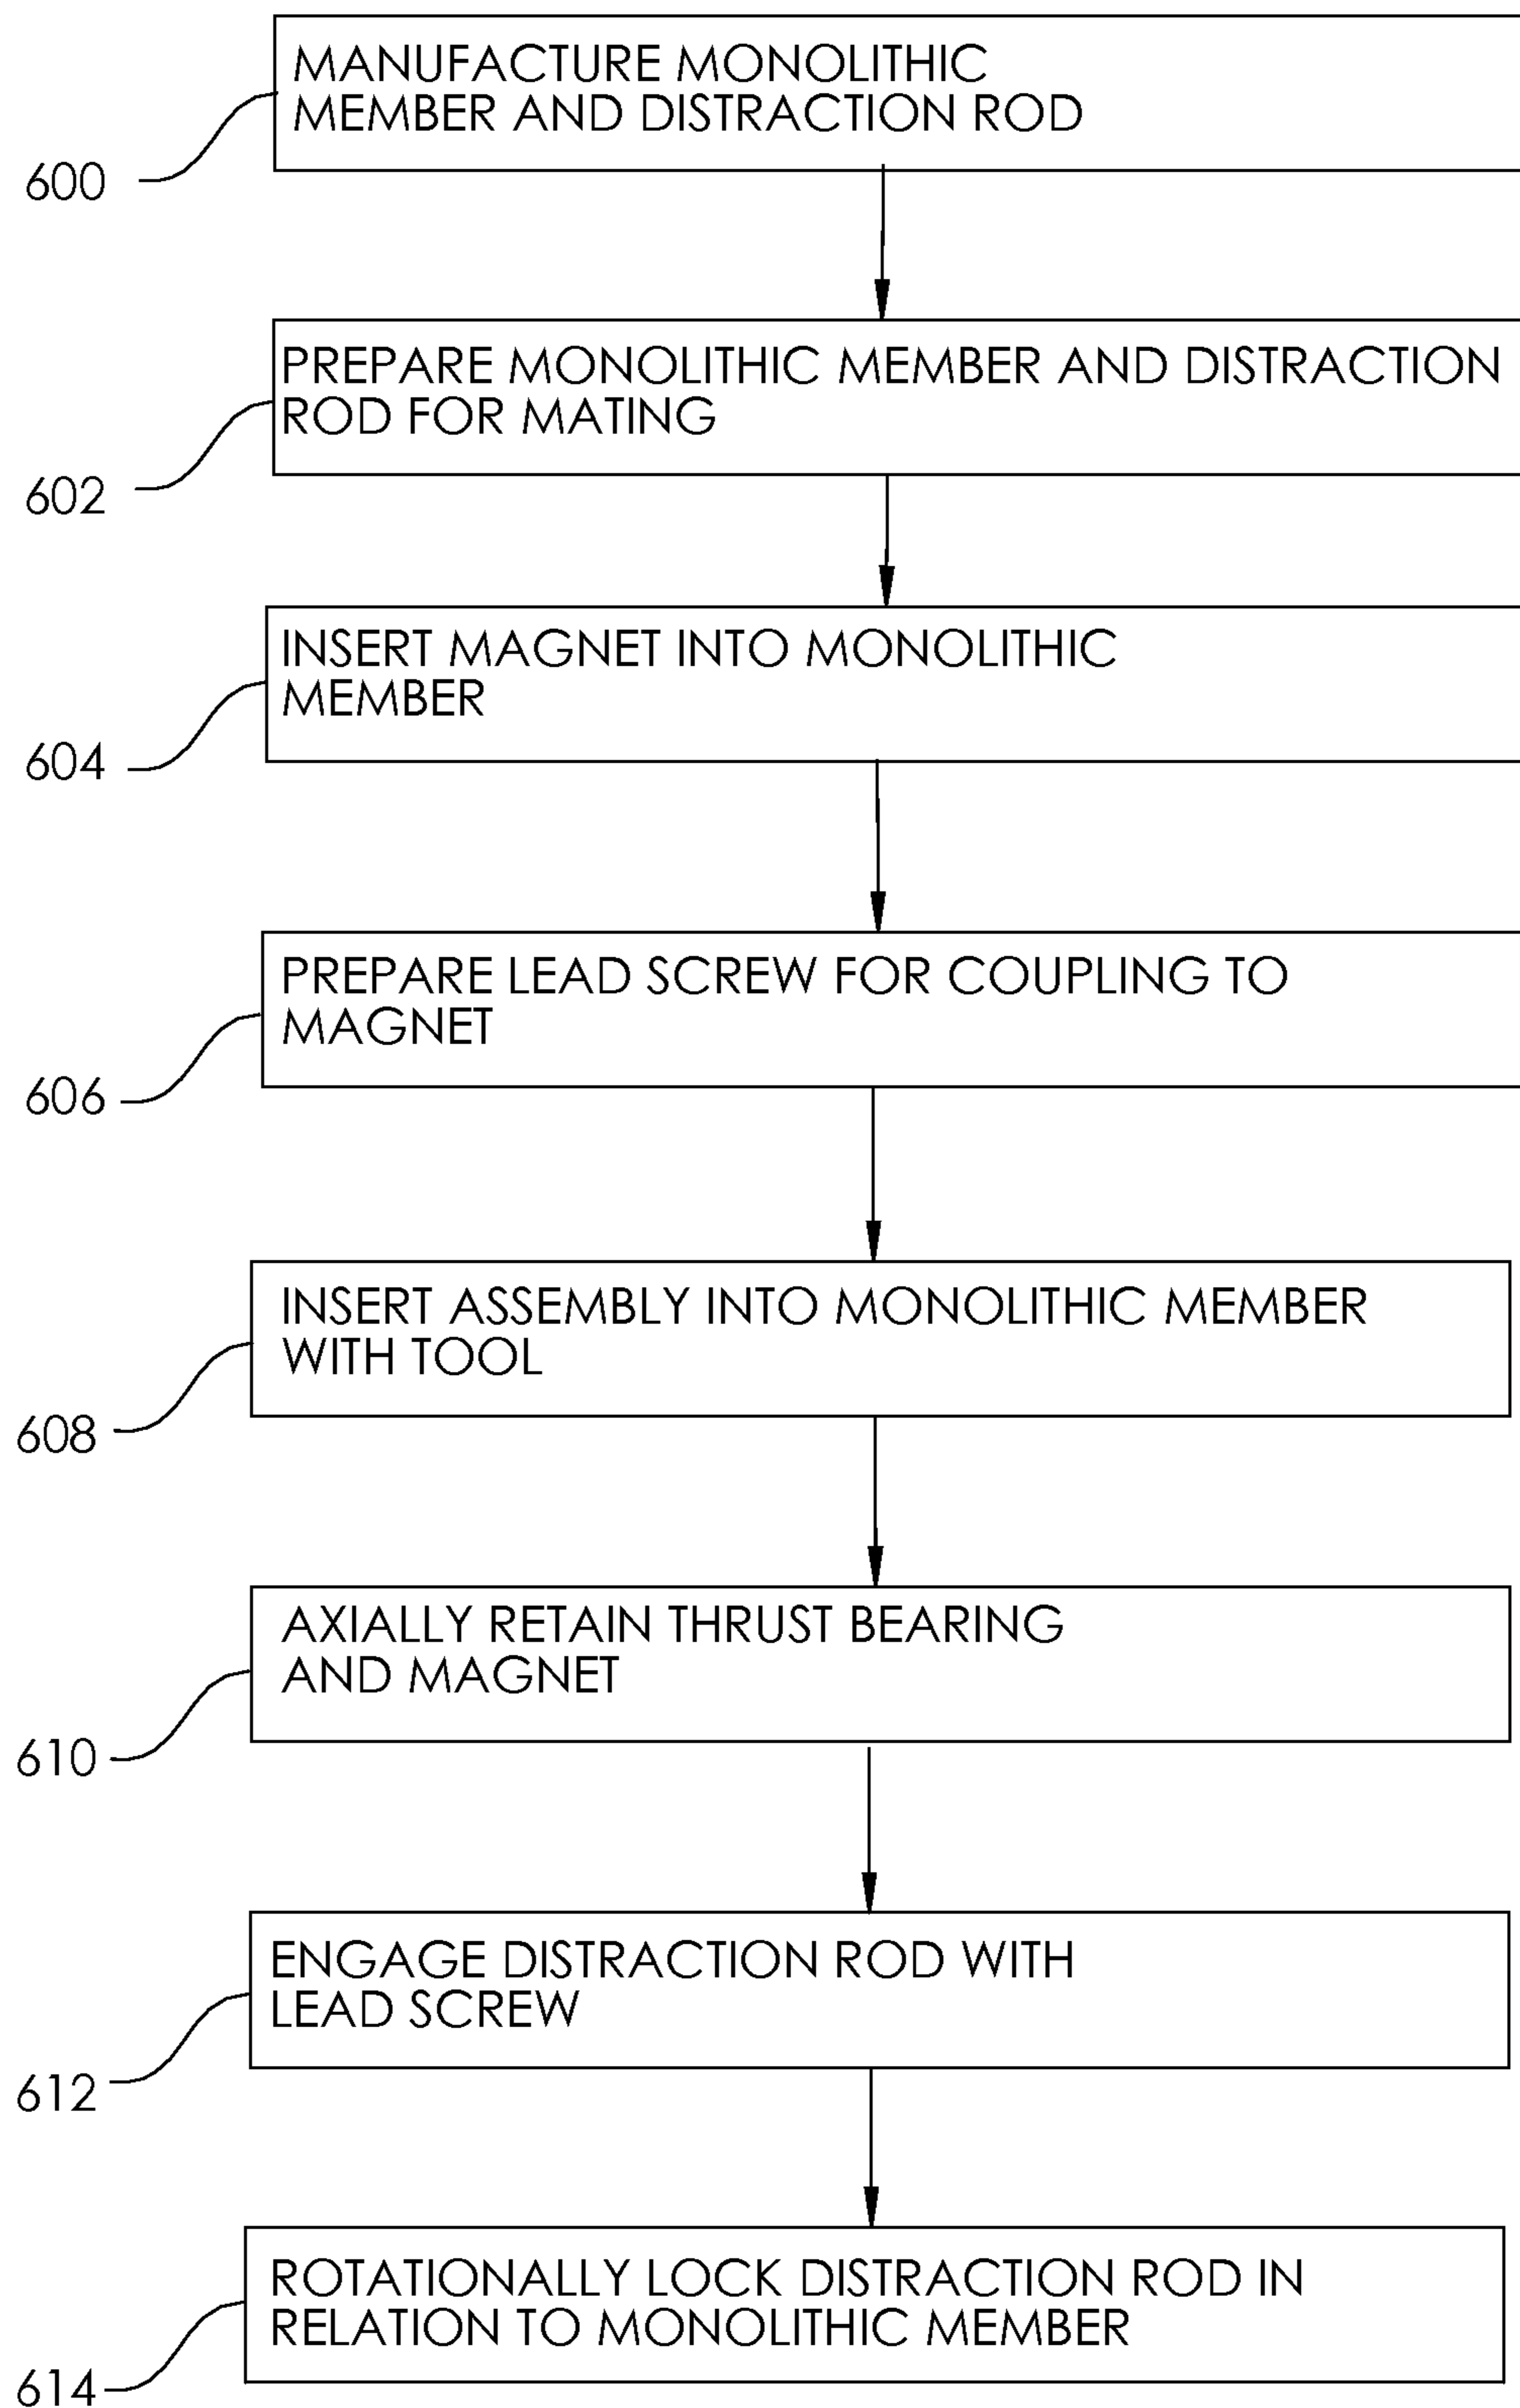 MANUFACTURE MONOLITHIC
MEMBER AND DISTRACTION ROD
600
PREPARE MONOLITHIC MEMBER AND DISTRACTION
ROD FOR MATING
602
INSERT MAGNET INTO MONOLITHIC
MEMBER
604
PREPARE LEAD SCREW FOR COUPLING TO
MAGNET
606
INSERT ASSEMBLY INTO MONOLITHIC MEMBER
WITH TOOL
608
AXIALLY RETAIN THRUST BEARING
AND MAGNET
610
ENGAGE DISTRACTION ROD WITH
LEAD SCREW
612
ROTATIONALLY LOCK DISTRACTION ROD IN
RELATION TO MONOLITHIC MEMBER
614